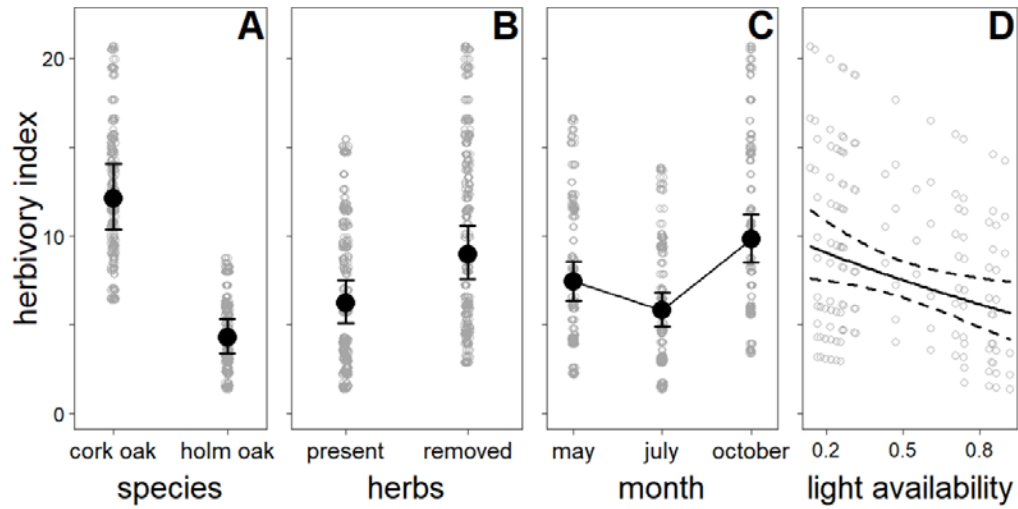 A B C D
20
10
0
herbivory index
cork oak holm oak present removed may july october 0.2 0.5 0.8
species herbs month light availability